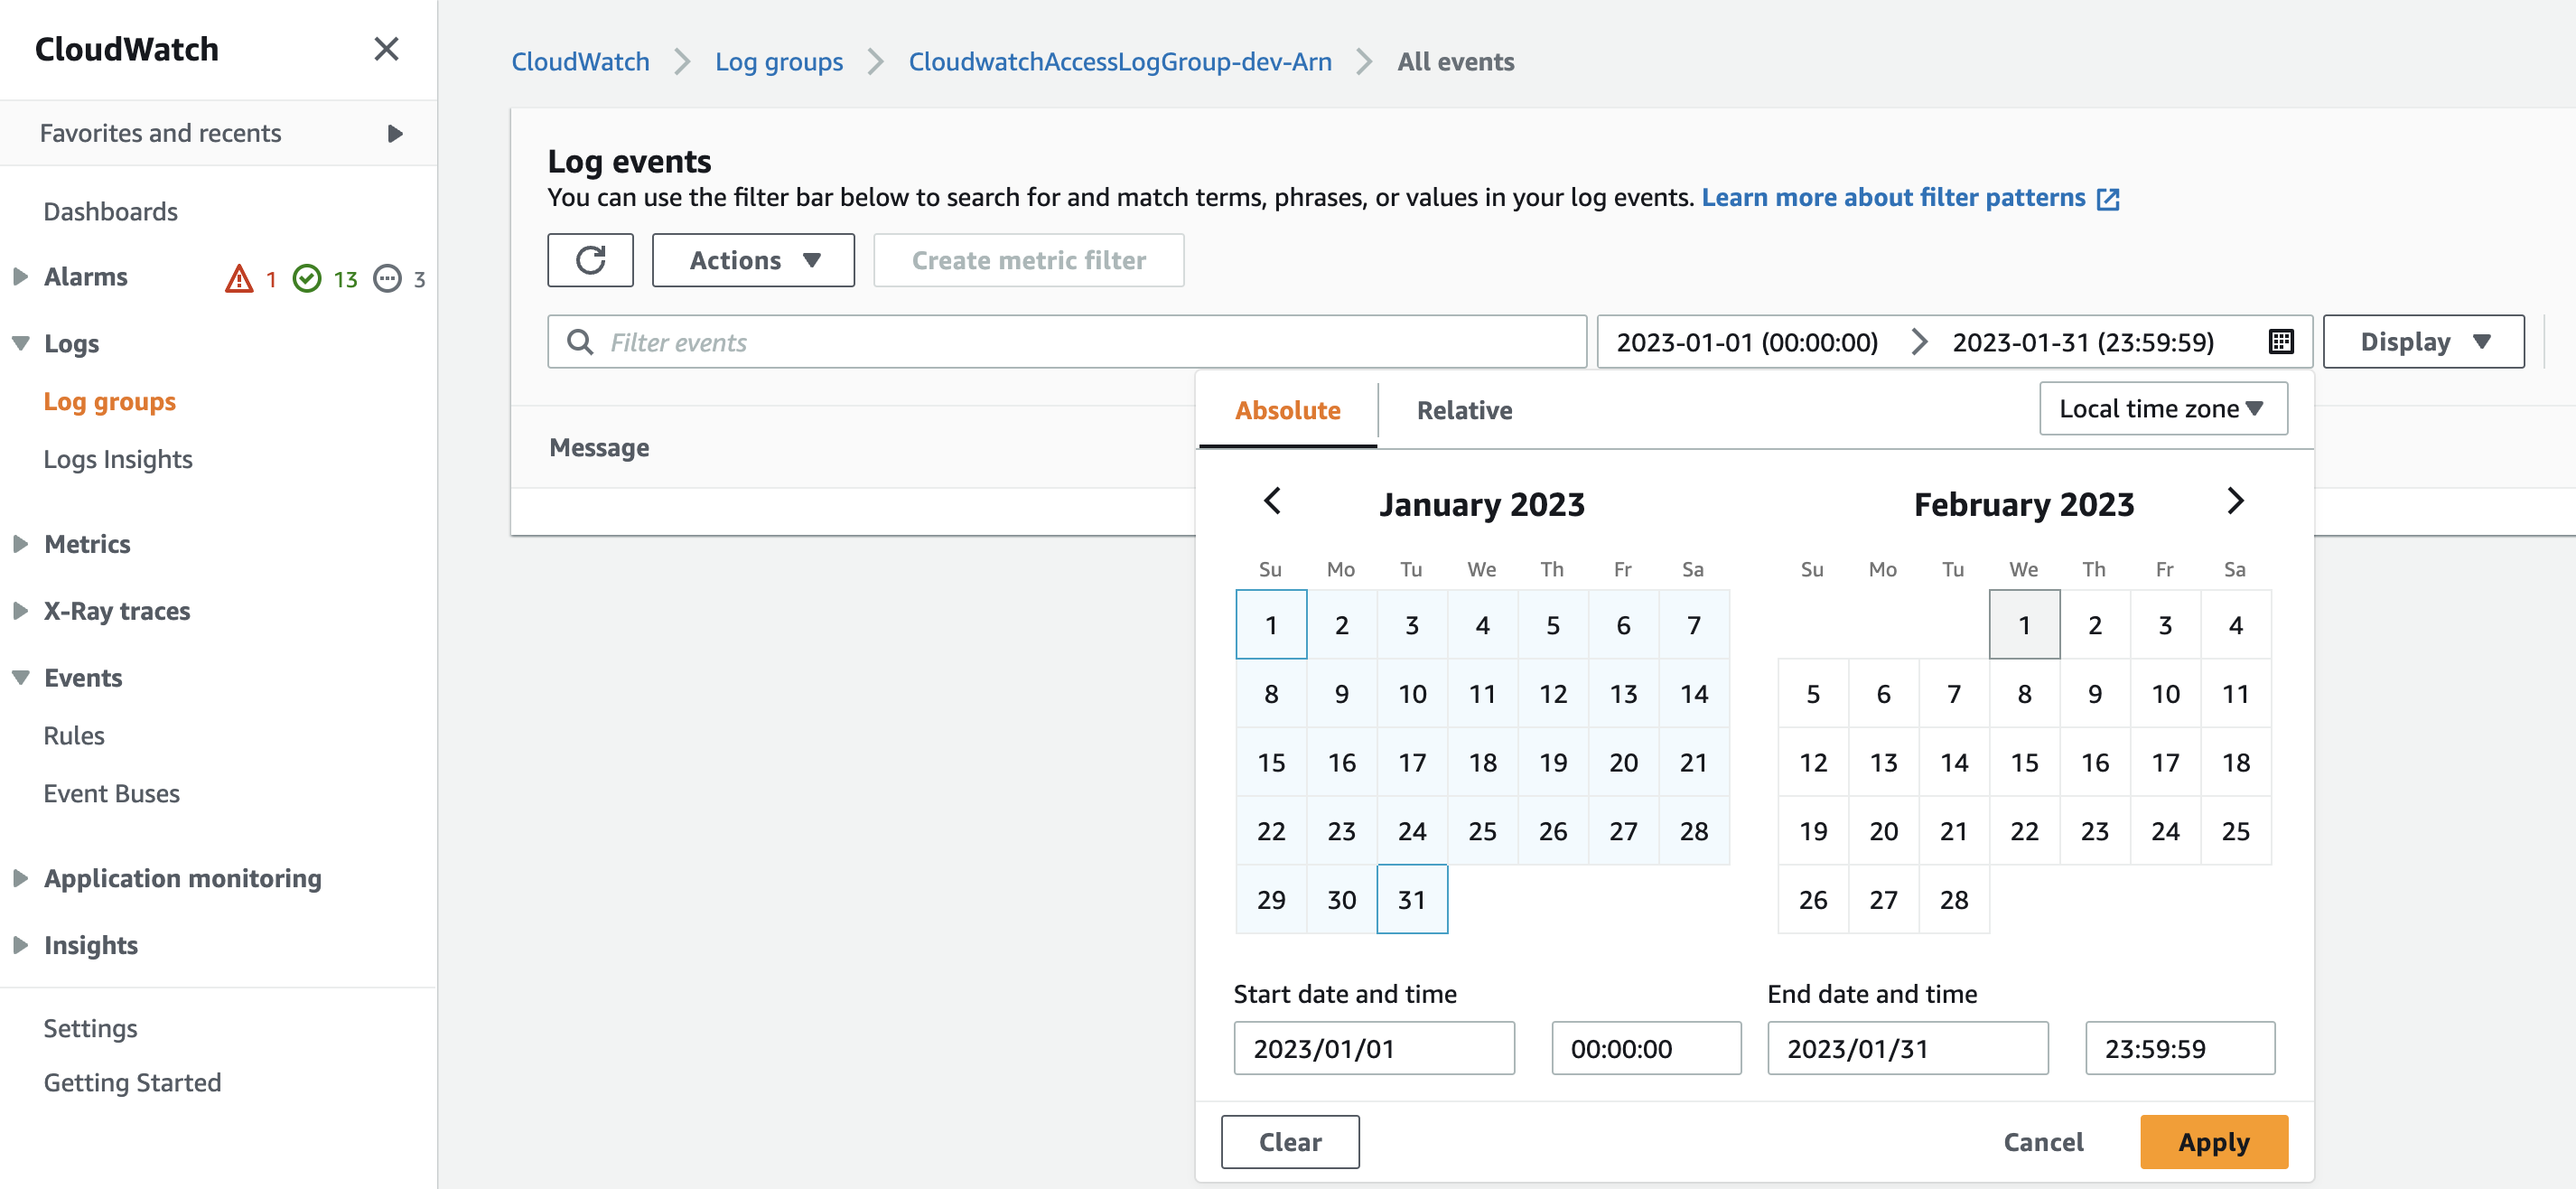 CloudWatch
Favorites and recents
Dashboards
Alarms 1 13 3
Logs
Log groups
Logs Insights
Metrics
X-Ray traces
Events
Rules
Event Buses
Application monitoring
Insights
Settings
Getting Started
CloudWatch Log groups CloudwatchAccessLogGroup-dev-Arn All events
Log events
You can use the filter bar below to search for and match terms, phrases, or values in your log events. Learn more about filter patterns
Actions Create metric filter
Filter events 2023-01-01 (00:00:00) 2023-01-31 (23:59:59) Display
Message
Absolute Relative Local time zone
January 2023
Su Mo Tu We Th Fr Sa
1 2 3 4 5 6 7
8 9 10 11 12 13 14
15 16 17 18 19 20 21
22 23 24 25 26 27 28
29 30 31
February 2023
Su Mo Tu We Th Fr Sa
1 2 3 4
5 6 7 8 9 10 11
12 13 14 15 16 17 18
19 20 21 22 23 24 25
26 27 28
Start date and time
2023/01/01 00:00:00
End date and time
2023/01/31 23:59:59
Clear Cancel Apply